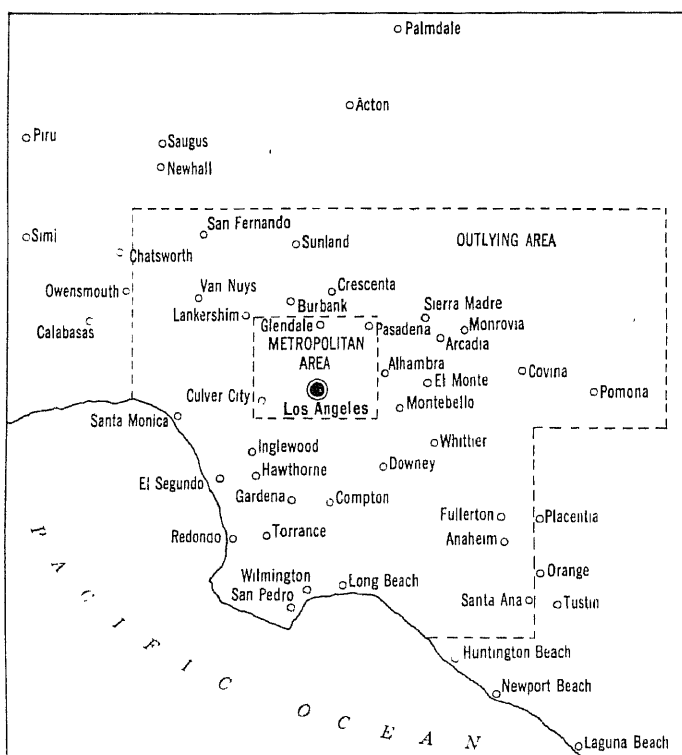 Palmdale
Acton
Piru
Saugus
Newhall
San Fernando
Simi
Sunland
OUTLYING AREA
Chatsworth
Owensmouth
Van Nuys
Crescenta
Burbank
Sierra Madre
Lankershim
Calabasas
Glendale
Pasadena
Monrovia
METROPOLITAN
AREA
Arcadia
Alhambra
El Monte
Covina
Pomona
Culver City
Los Angeles
Montebello
Santa Monica
Inglewood
Whittier
Hawthorne
Downey
El Segundo
Gardena
Compton
Fullerton
Placentia
Redondo
Torrance
Anaheim
Wilmington
Long Beach
Orange
San Pedro
Santa Ana
Tustin
Huntington Beach
Newport Beach
Laguna Beach
PACIFIC OCEAN